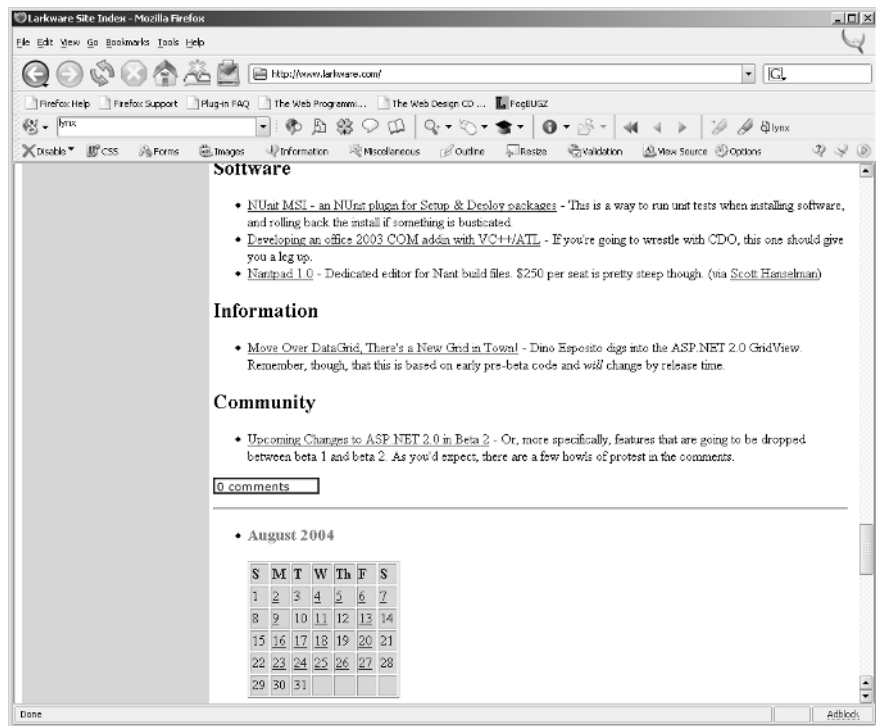 Larkware Site Index - Mozilla Firefox
File Edit View Go Bookmarks Tools Help
http://www.larkware.com/
G
Firefox Help Firefox Support Plug-in FAQ The Web Programmi... The Web Design CD ... FogBUGZ
lynx lynx
Disable CSS Forms Images Information Miscellaneous Outline Resize Validation View Source Options
Software
NUnit MSI - an NUnit plugin for Setup & Deploy packages - This is a way to run unit tests when installing software,
and rolling back the install if something is busticated
Developing an office 2003 COM addin with VC++/ATL - If you're going to wrestle with CDO, this one should give
you a leg up.
Nantpad 1.0 - Dedicated editor for Nant build files. $250 per seat is pretty steep though. (via Scott Hanselman)
Information
Move Over DataGrid, There's a New Grid in Town! - Dino Esposito digs into the ASP.NET 2.0 GridView.
Remember, though, that this is based on early pre-beta code and will change by release time.
Community
Upcoming Changes to ASP NET 2.0 in Beta 2 - Or, more specifically, features that are going to be dropped
between beta 1 and beta 2. As you'd expect, there are a few howls of protest in the comments.
0 comments
August 2004
S M T W Th F S
1 2 3 4 5 6 7
8 9 10 11 12 13 14
15 16 17 18 19 20 21
22 23 24 25 26 27 28
29 30 31
Done Adblock